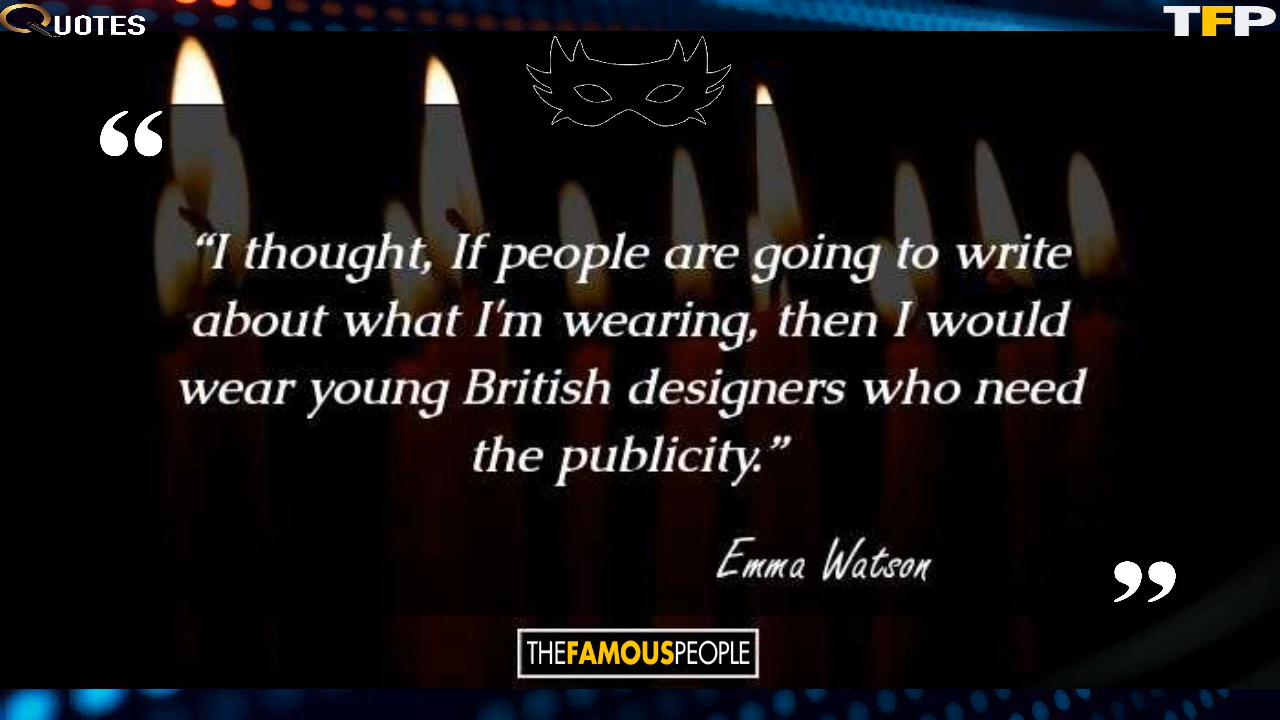 QUOTES
TFP
“
“I thought, If people are going to write
about what I'm wearing, then I would
wear young British designers who need
the publicity.”
Emma Watson
”
THEFAMOUSPEOPLE